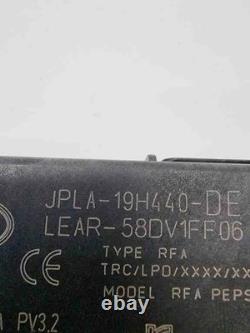 JPLA-19H440-DE
LEAR-58DV1FF06
TYPE RFA
TRC/LPD/XXXX/XX
MODEL RFA PEPS
PV3.2